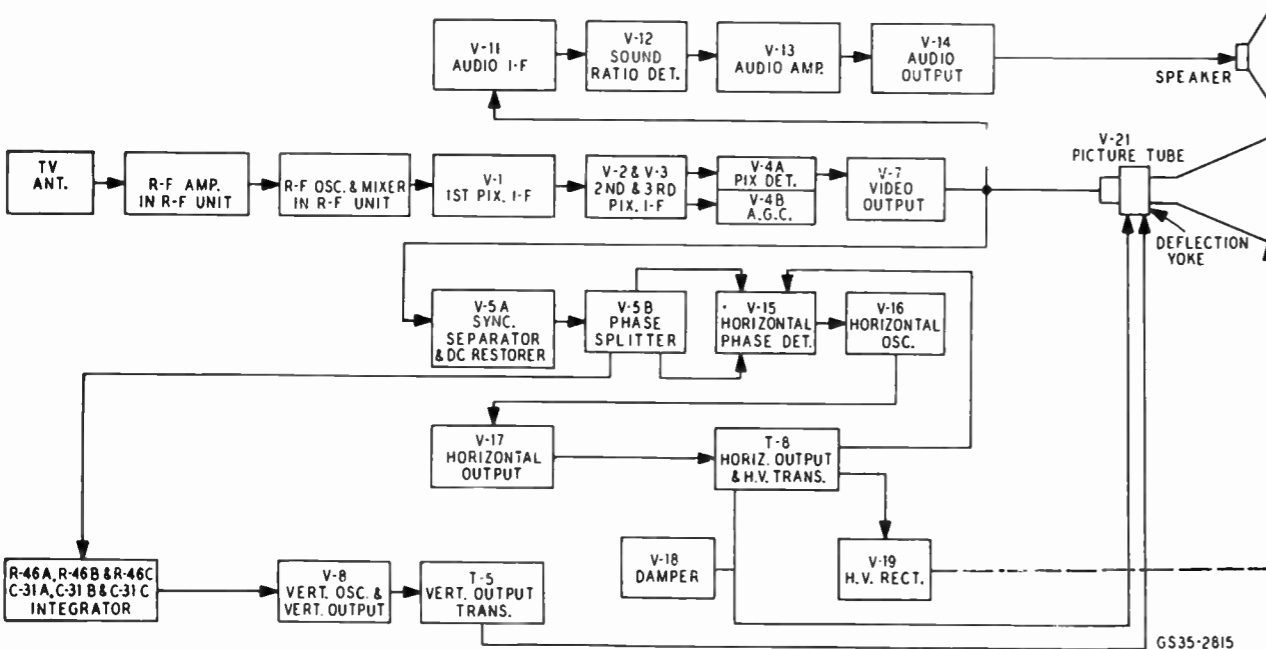 V-11
AUDIO I-F
V-12
SOUND
RATIO DET.
V-13
AUDIO AMP.
V-14
AUDIO
OUTPUT
SPEAKER
V-21
PICTURE TUBE
TV
ANT.
R-F AMP.
IN R-F UNIT
R-F OSC. & MIXER
IN R-F UNIT
V-1
1ST PIX. I-F
V-2 & V-3
2ND & 3RD
PIX. I-F
V-4A
PIX DET.
V-4B
A.G.C.
V-7
VIDEO
OUTPUT
DEFLECTION
YOKE
V-5A
SYNC.
SEPARATOR
& DC RESTORER
V-5B
PHASE
SPLITTER
V-15
HORIZONTAL
PHASE DET.
V-16
HORIZONTAL
OSC.
V-17
HORIZONTAL
OUTPUT
T-8
HORIZ. OUTPUT
& H.V. TRANS.
V-18
DAMPER
V-19
H.V. RECT.
R-46A, R-46B & R-46C
C-31A, C-31B & C-31C
INTEGRATOR
V-8
VERT. OSC. &
VERT. OUTPUT
T-5
VERT. OUTPUT
TRANS.
GS35-2815